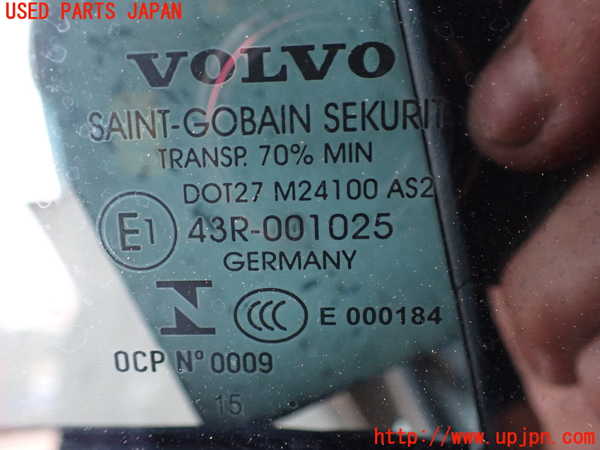 USED PARTS JAPAN
VOLVO
SAINT-GOBAIN SEKURIT
TRANSP. 70% MIN
DOT27 M24100 AS2
E1 43R-001025
GERMANY
CCC E 000184
OCP Nº 0009
15
http://www.upjpn.com/